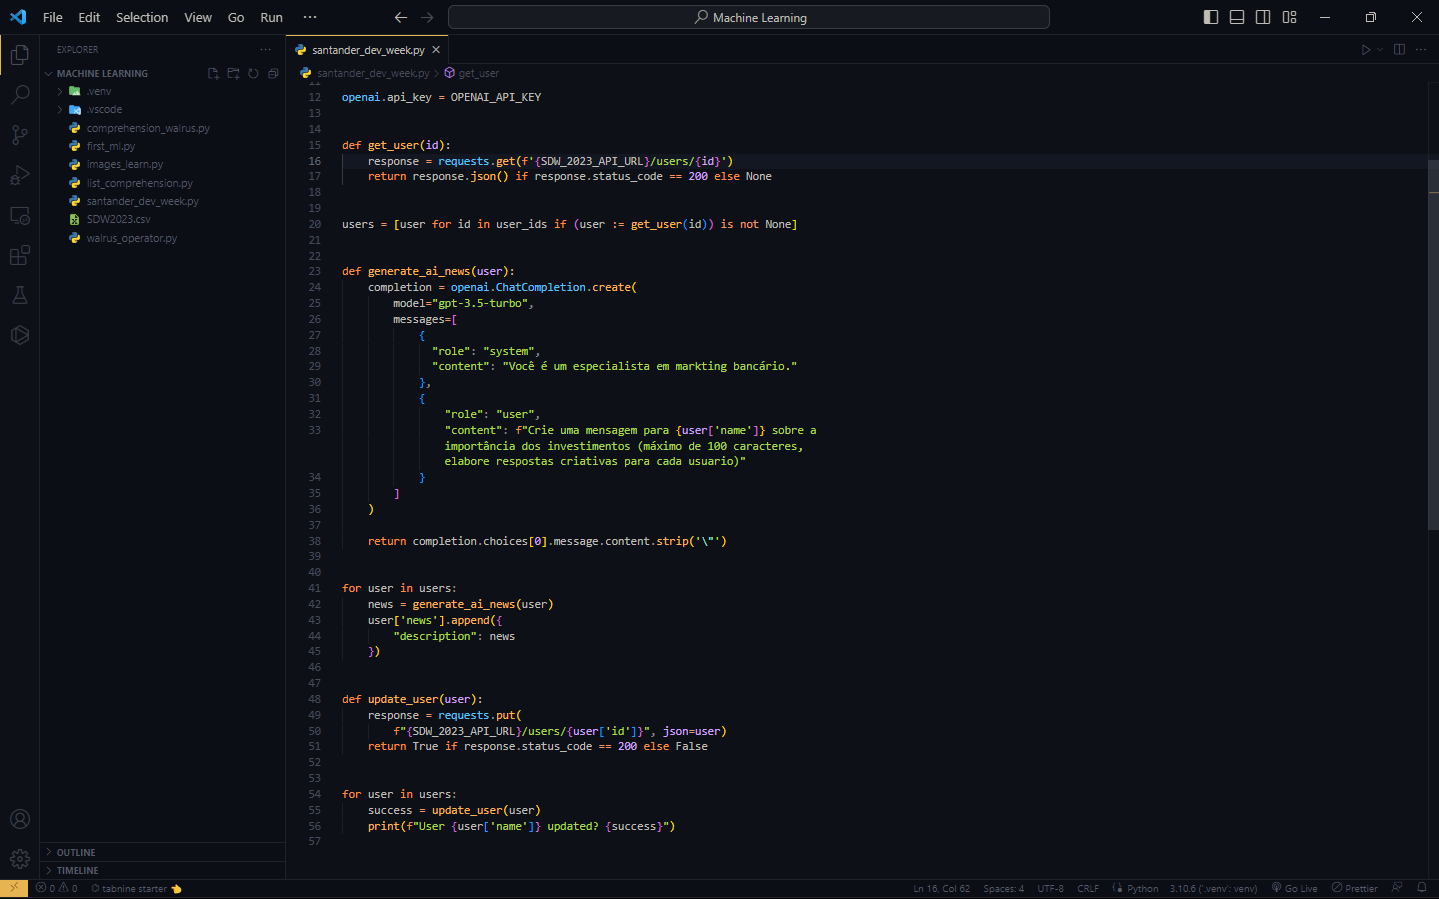 File Edit Selection View Go Run ···
Machine Learning
EXPLORER
MACHINE LEARNING
.venv
.vscode
comprehension_walrus.py
first_ml.py
images_learn.py
list_comprehension.py
santander_dev_week.py
SDW2023.csv
walrus_operator.py
OUTLINE
TIMELINE
santander_dev_week.py
santander_dev_week.py > get_user
11
12 openai.api_key = OPENAI_API_KEY
13
14
15 def get_user(id):
16 response = requests.get(f'{SDW_2023_API_URL}/users/{id}')
17 return response.json() if response.status_code == 200 else None
18
19
20 users = [user for id in user_ids if (user := get_user(id)) is not None]
21
22
23 def generate_ai_news(user):
24 completion = openai.ChatCompletion.create(
25 model="gpt-3.5-turbo",
26 messages=[
27 {
28 "role": "system",
29 "content": "Você é um especialista em markting bancário."
30 },
31 {
32 "role": "user",
33 "content": f"Crie uma mensagem para {user['name']} sobre a
importância dos investimentos (máximo de 100 caracteres,
elabore respostas criativas para cada usuario)"
34 }
35 ]
36 )
37
38 return completion.choices[0].message.content.strip('\"')
39
40
41 for user in users:
42 news = generate_ai_news(user)
43 user['news'].append({
44 "description": news
45 })
46
47
48 def update_user(user):
49 response = requests.put(
50 f"{SDW_2023_API_URL}/users/{user['id']}", json=user)
51 return True if response.status_code == 200 else False
52
53
54 for user in users:
55 success = update_user(user)
56 print(f"User {user['name']} updated? {success}")
57
0 0 tabnine starter Ln 16, Col 62 Spaces: 4 UTF-8 CRLF Python 3.10.6 ('.venv': venv) Go Live Prettier